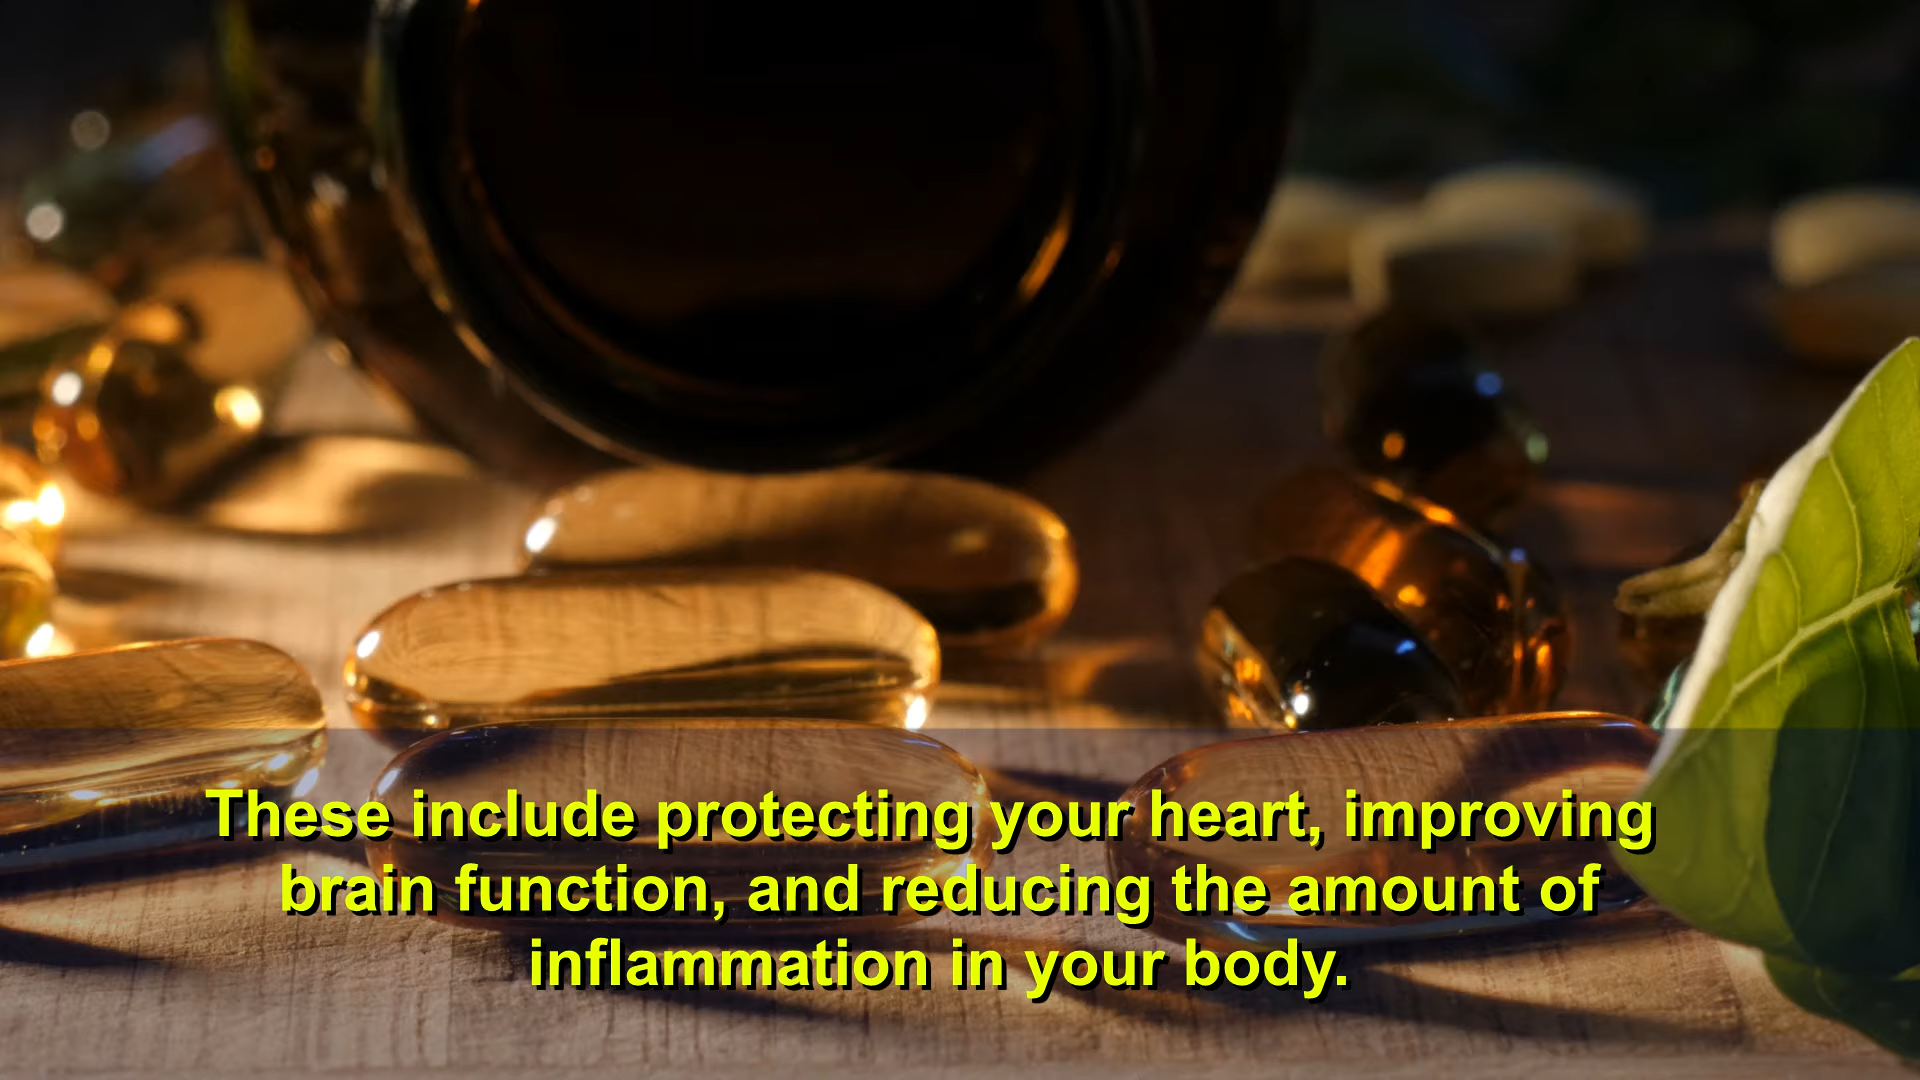 These include protecting your heart, improving
brain function, and reducing the amount of
inflammation in your body.